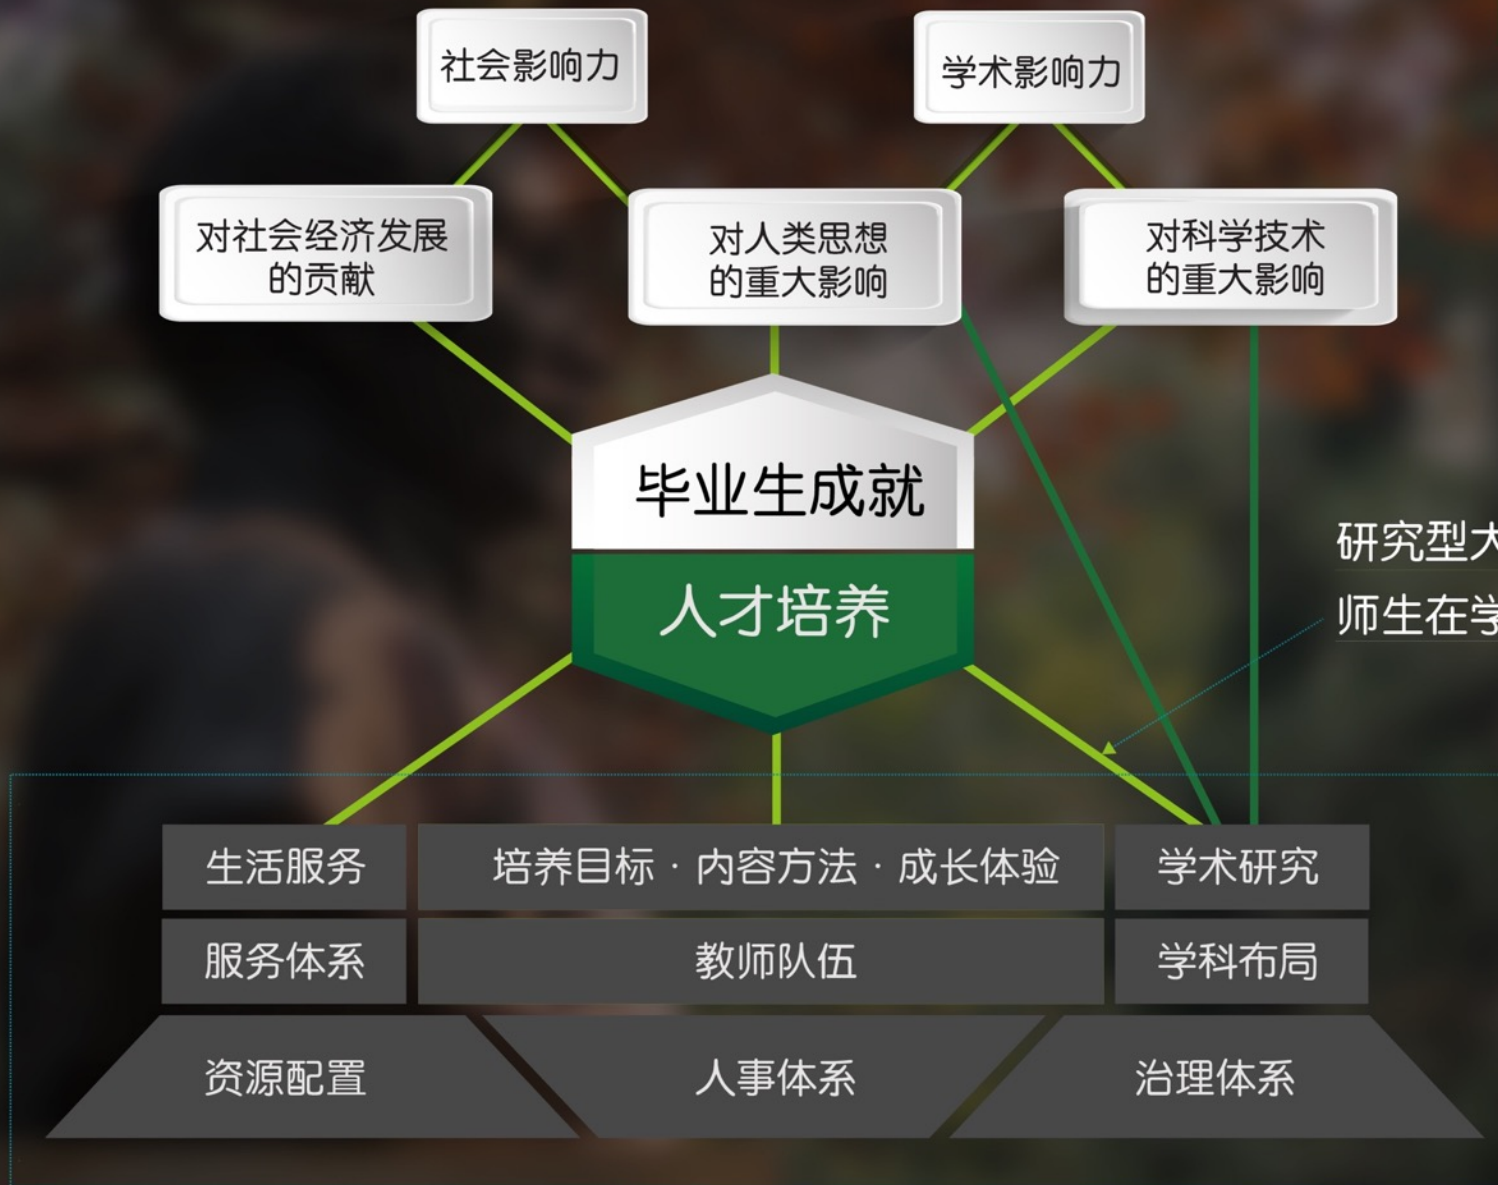 社会影响力
学术影响力
对社会经济发展
的贡献
对人类思想
的重大影响
对科学技术
的重大影响
毕业生成就
人才培养
研究型大
师生在学
生活服务
培养目标 · 内容方法 · 成长体验
学术研究
服务体系
教师队伍
学科布局
资源配置
人事体系
治理体系